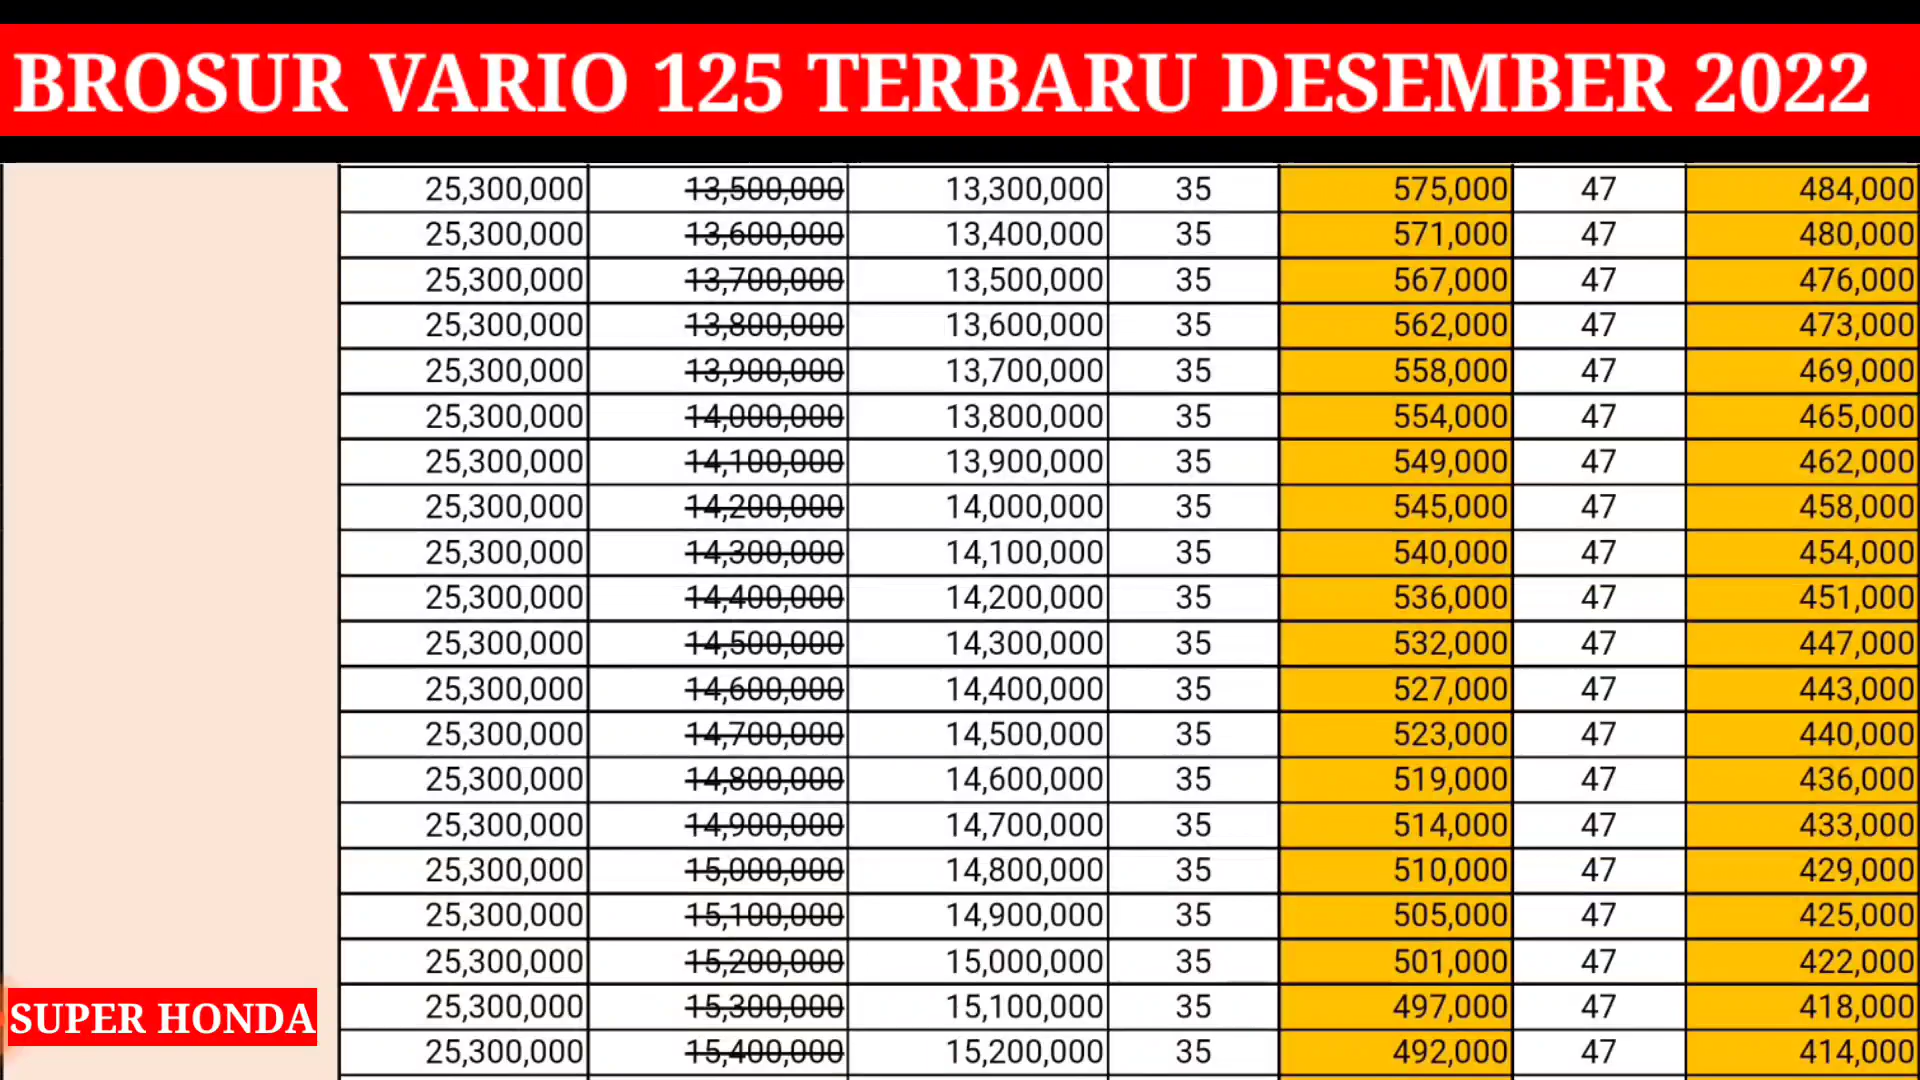 BROSUR VARIO 125 TERBARU DESEMBER 2022
25,300,000 13,500,000 13,300,000 35 575,000 47 484,000
25,300,000 13,600,000 13,400,000 35 571,000 47 480,000
25,300,000 13,700,000 13,500,000 35 567,000 47 476,000
25,300,000 13,800,000 13,600,000 35 562,000 47 473,000
25,300,000 13,900,000 13,700,000 35 558,000 47 469,000
25,300,000 14,000,000 13,800,000 35 554,000 47 465,000
25,300,000 14,100,000 13,900,000 35 549,000 47 462,000
25,300,000 14,200,000 14,000,000 35 545,000 47 458,000
25,300,000 14,300,000 14,100,000 35 540,000 47 454,000
25,300,000 14,400,000 14,200,000 35 536,000 47 451,000
25,300,000 14,500,000 14,300,000 35 532,000 47 447,000
25,300,000 14,600,000 14,400,000 35 527,000 47 443,000
25,300,000 14,700,000 14,500,000 35 523,000 47 440,000
25,300,000 14,800,000 14,600,000 35 519,000 47 436,000
25,300,000 14,900,000 14,700,000 35 514,000 47 433,000
25,300,000 15,000,000 14,800,000 35 510,000 47 429,000
25,300,000 15,100,000 14,900,000 35 505,000 47 425,000
25,300,000 15,200,000 15,000,000 35 501,000 47 422,000
25,300,000 15,300,000 15,100,000 35 497,000 47 418,000
25,300,000 15,400,000 15,200,000 35 492,000 47 414,000
SUPER HONDA